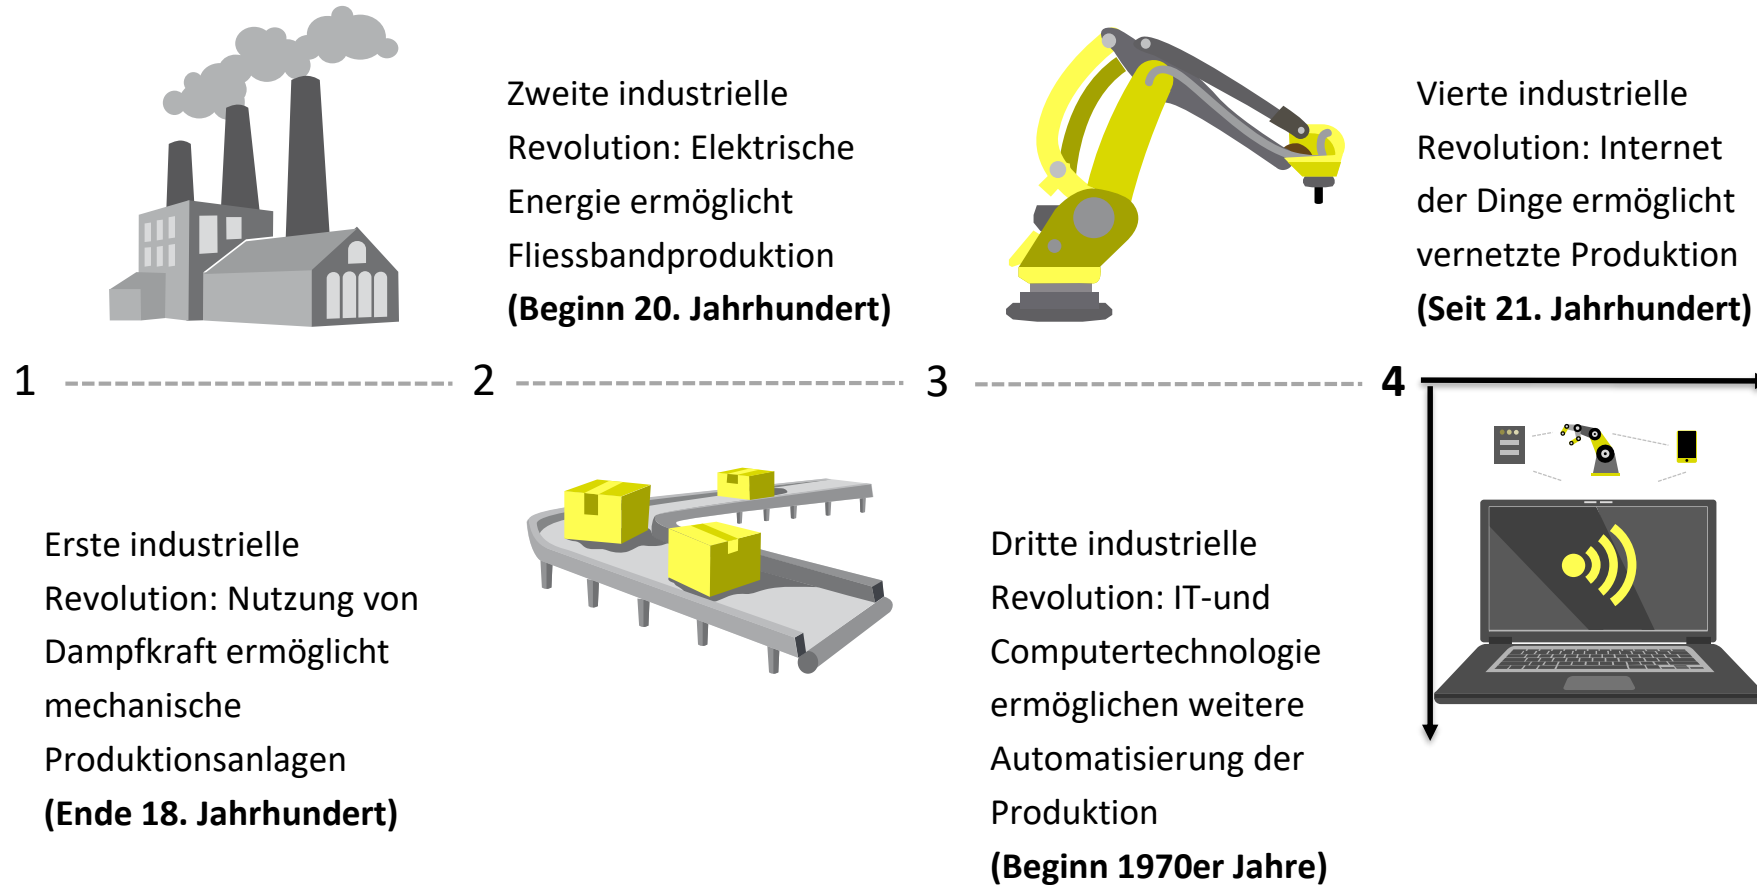 1
Erste industrielle
Revolution: Nutzung von
Dampfkraft ermöglicht
mechanische
Produktionsanlagen
(Ende 18. Jahrhundert)
2
Zweite industrielle
Revolution: Elektrische
Energie ermöglicht
Fliessbandproduktion
(Beginn 20. Jahrhundert)
3
Dritte industrielle
Revolution: IT-und
Computertechnologie
ermöglichen weitere
Automatisierung der
Produktion
(Beginn 1970er Jahre)
4
Vierte industrielle
Revolution: Internet
der Dinge ermöglicht
vernetzte Produktion
(Seit 21. Jahrhundert)